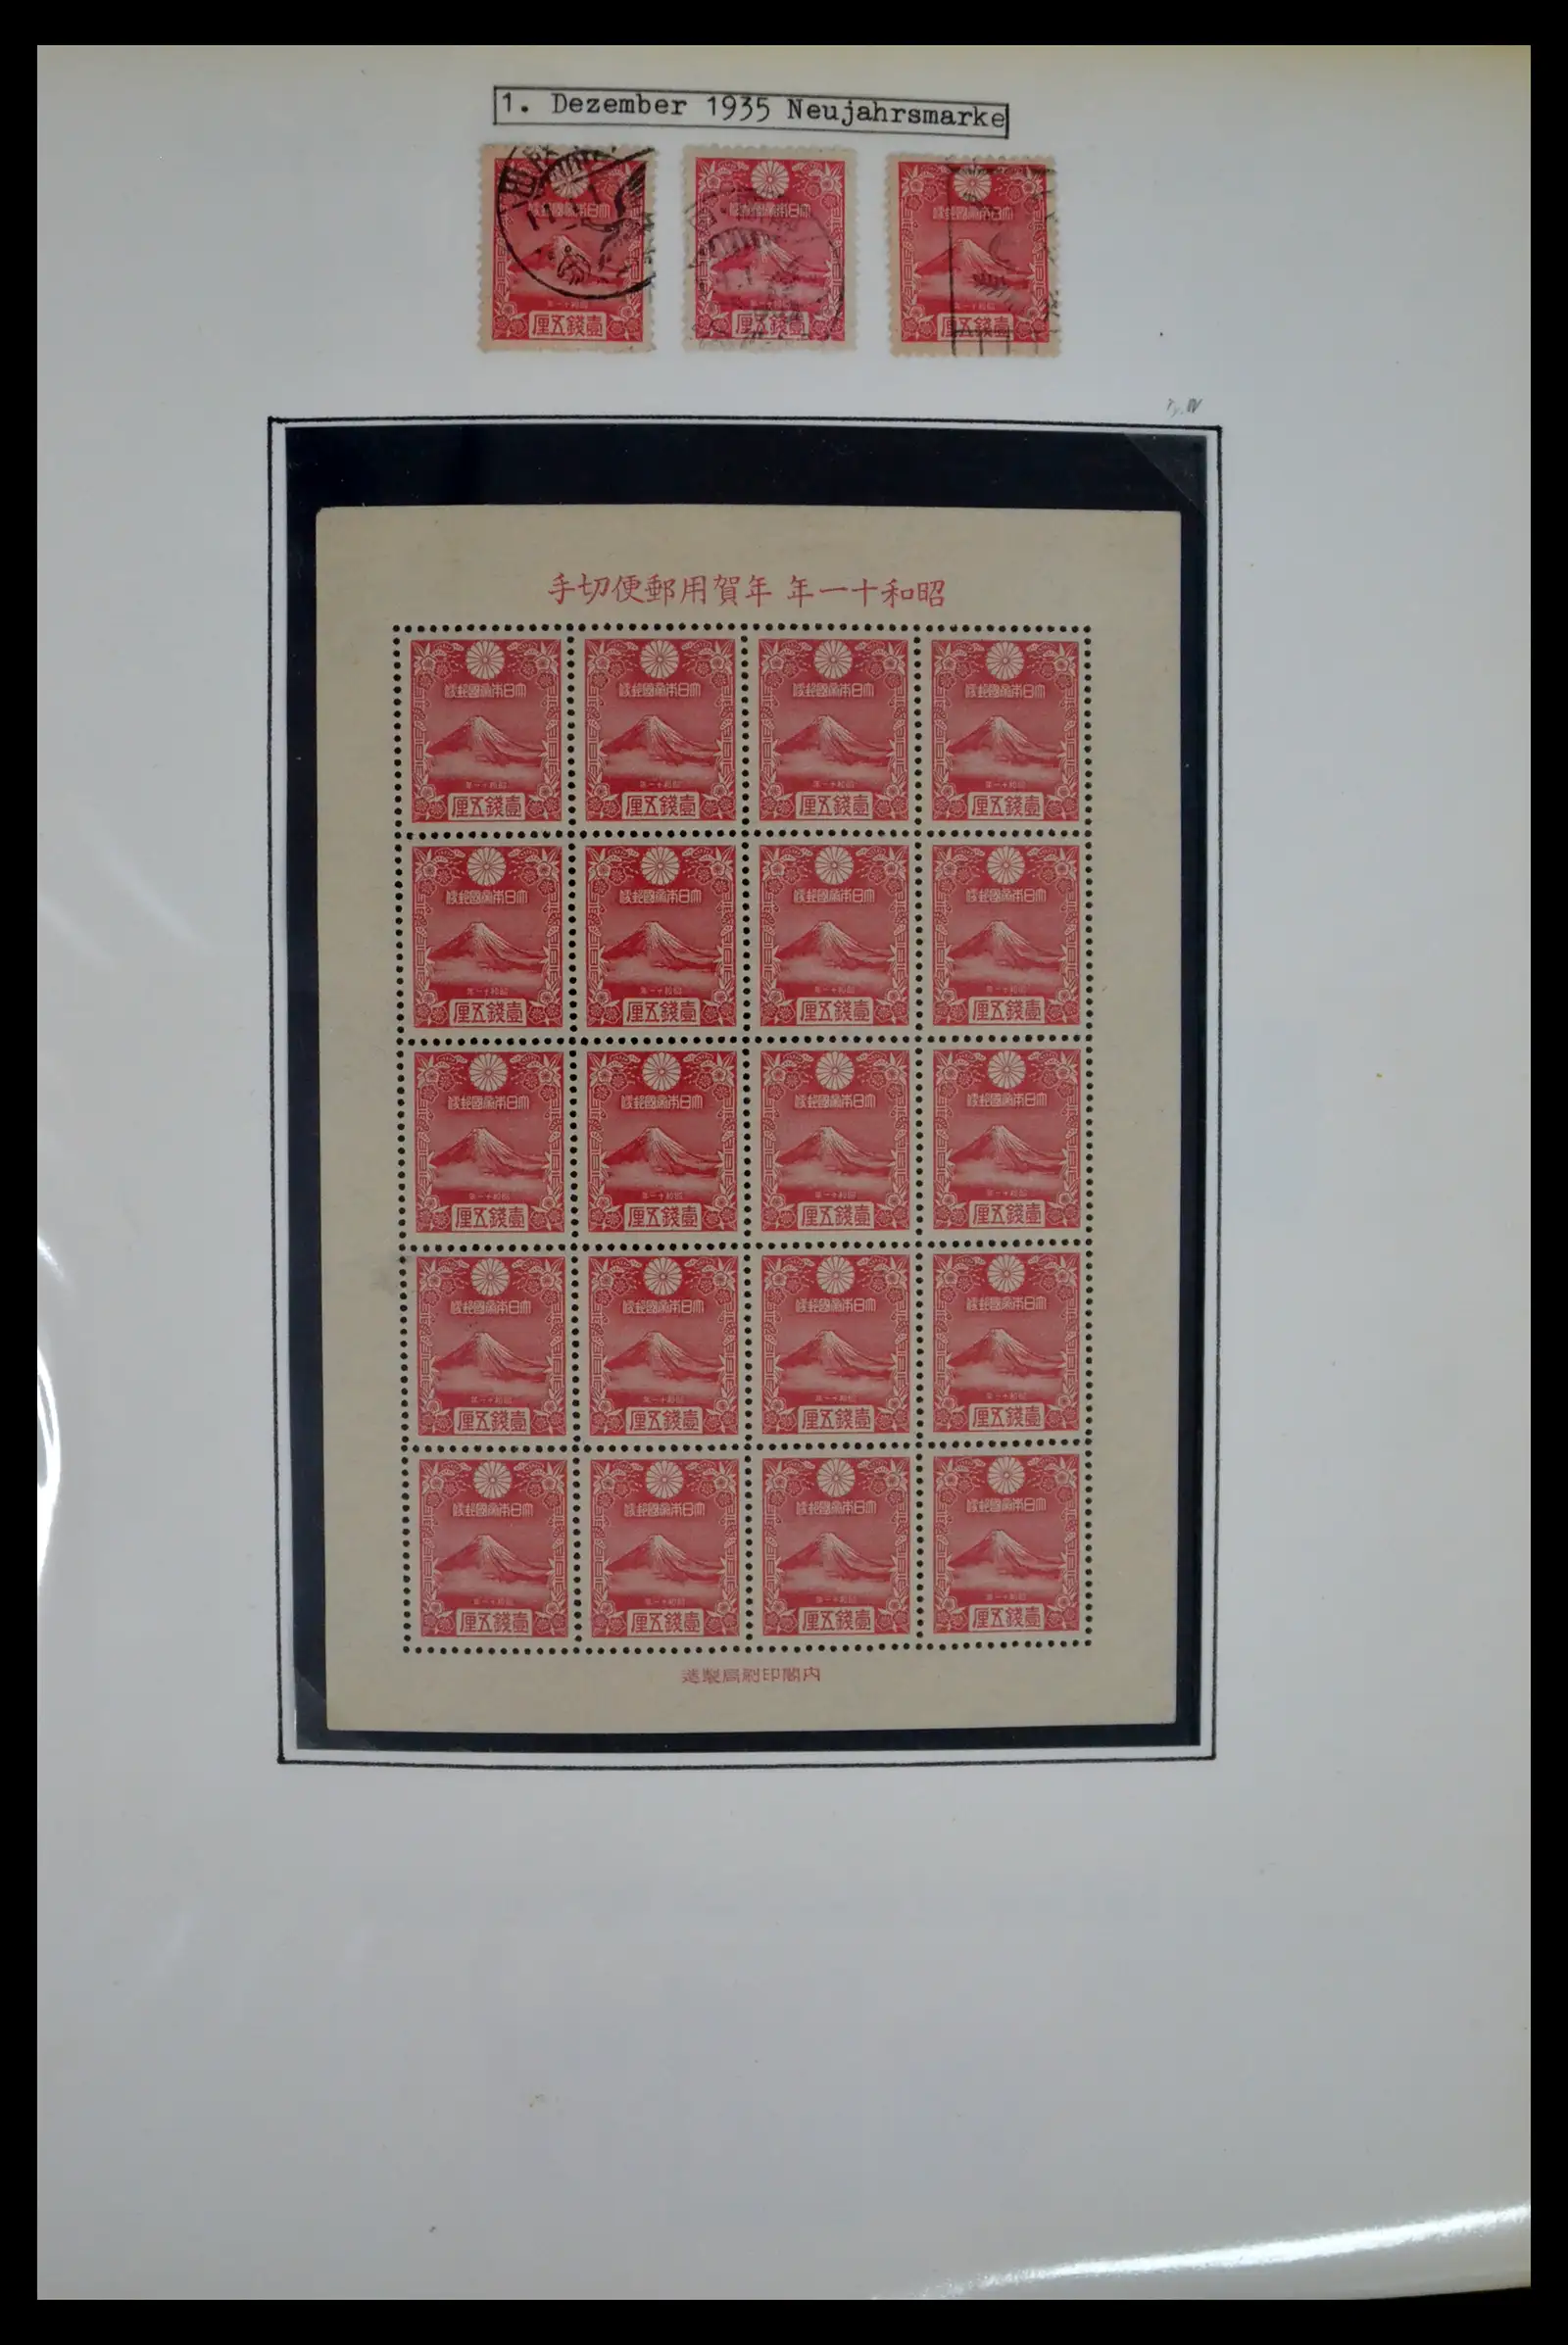 1. Dezember 1935 Neujahrsmarke
手切便郵用賀年 年一十和昭
便郵國帝本日大
年一十和昭
厘五錢壹
造製局刷印閣内